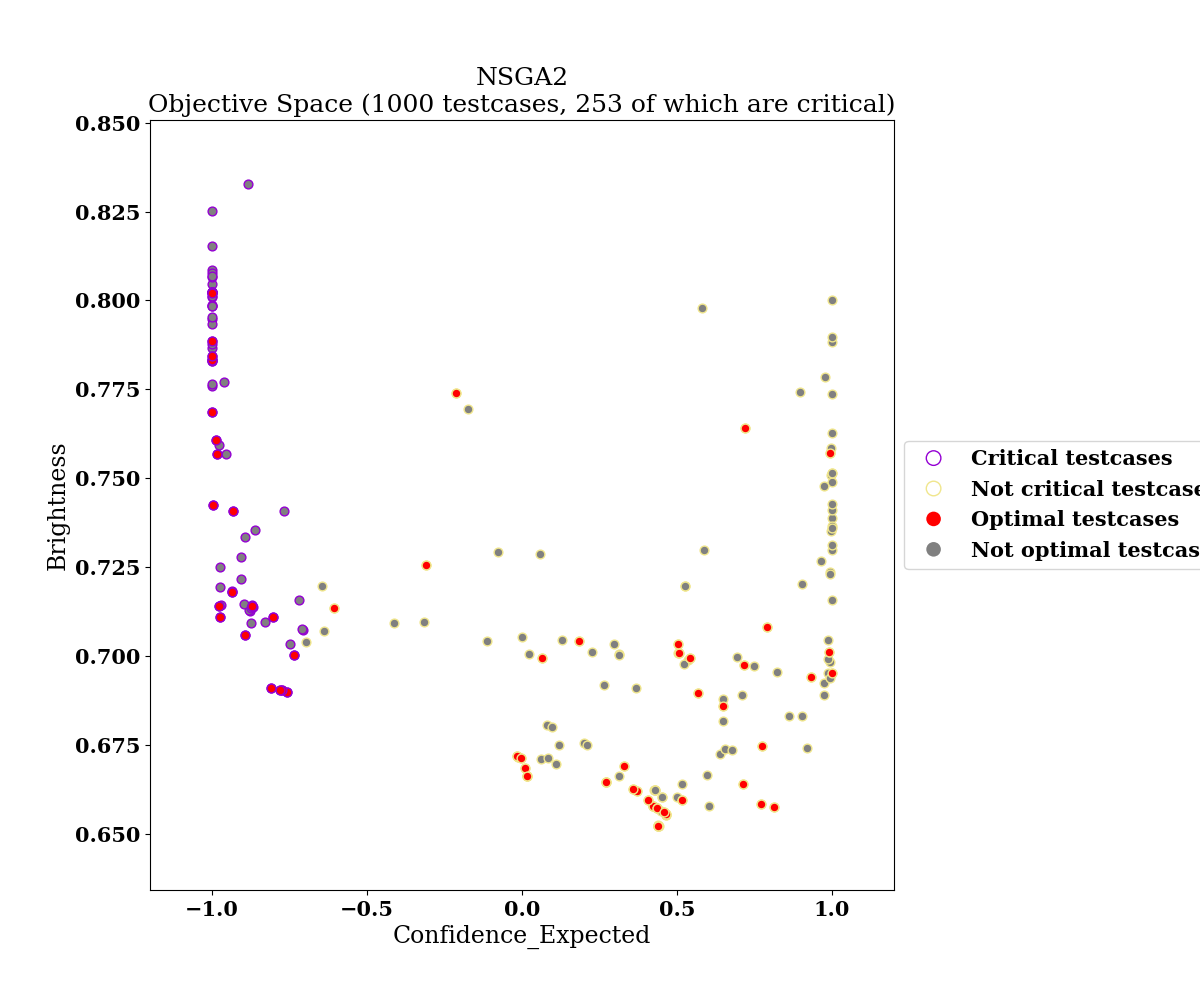 NSGA2
Objective Space (1000 testcases, 253 of which are critical)
0.850
0.825
0.800
0.775
0.750
0.725
0.700
0.675
0.650
Brightness
−1.0
−0.5
0.0
0.5
1.0
Confidence_Expected
Critical testcases
Not critical testcase
Optimal testcases
Not optimal testcas